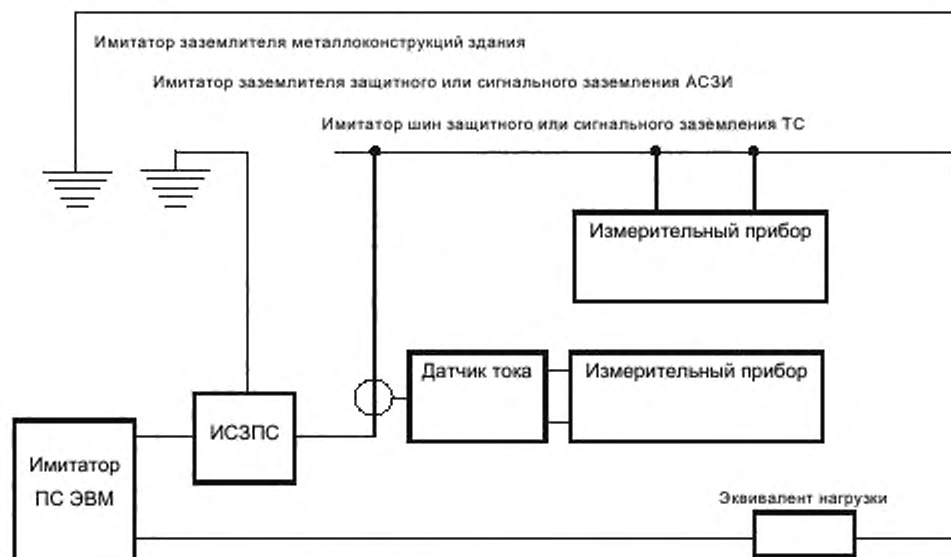 Имитатор заземлителя металлоконструкций здания
Имитатор заземлителя защитного или сигнального заземления АСЗИ
Имитатор шин защитного или сигнального заземления ТС
Измерительный прибор
Датчик тока
Измерительный прибор
ИСЗПС
Имитатор
ПС ЭВМ
Эквивалент нагрузки